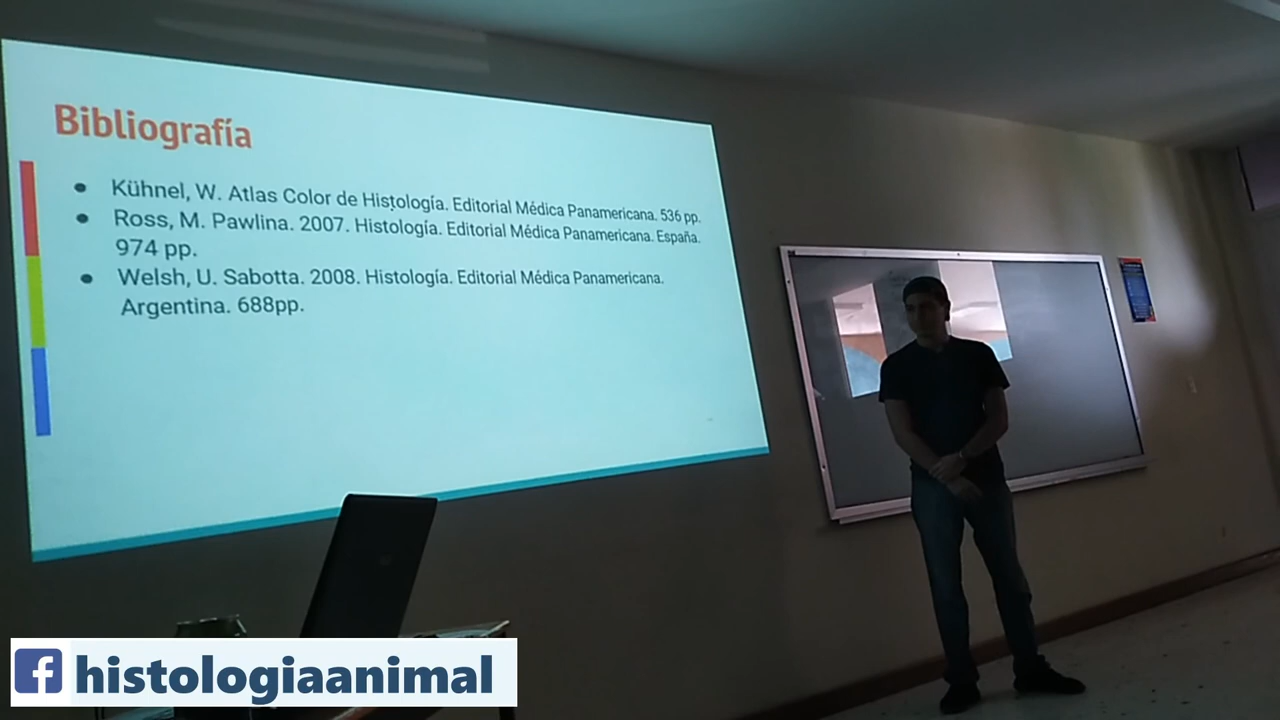 Bibliografía
● Kühnel, W. Atlas Color de Histología. Editorial Médica Panamericana. 536 pp.
● Ross, M. Pawlina. 2007. Histología. Editorial Médica Panamericana. España.
974 pp.
● Welsh, U. Sabotta. 2008. Histología. Editorial Médica Panamericana.
Argentina. 688pp.
f histologiaanimal